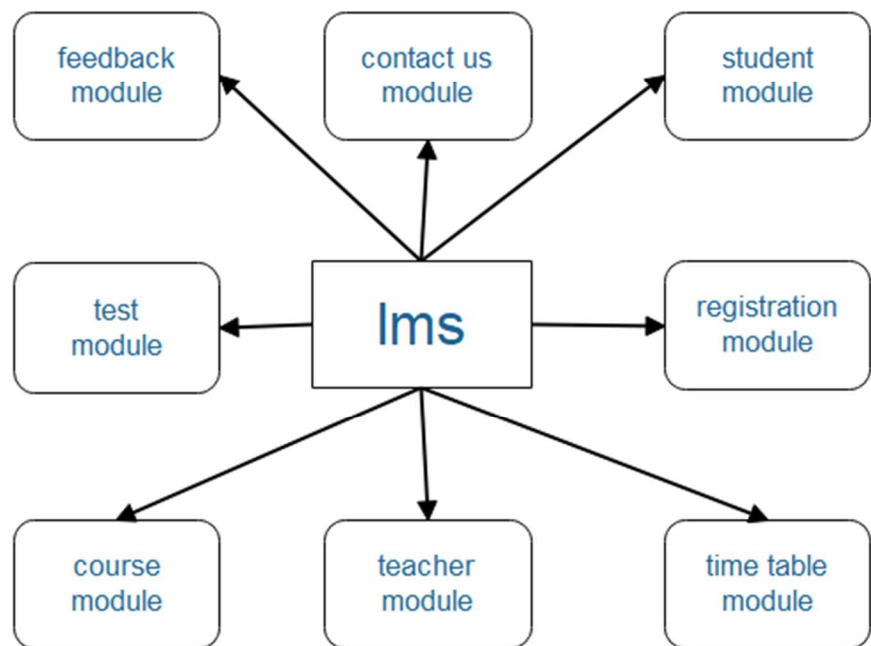 feedback
module
contact us
module
student
module
test
module
lms
registration
module
course
module
teacher
module
time table
module